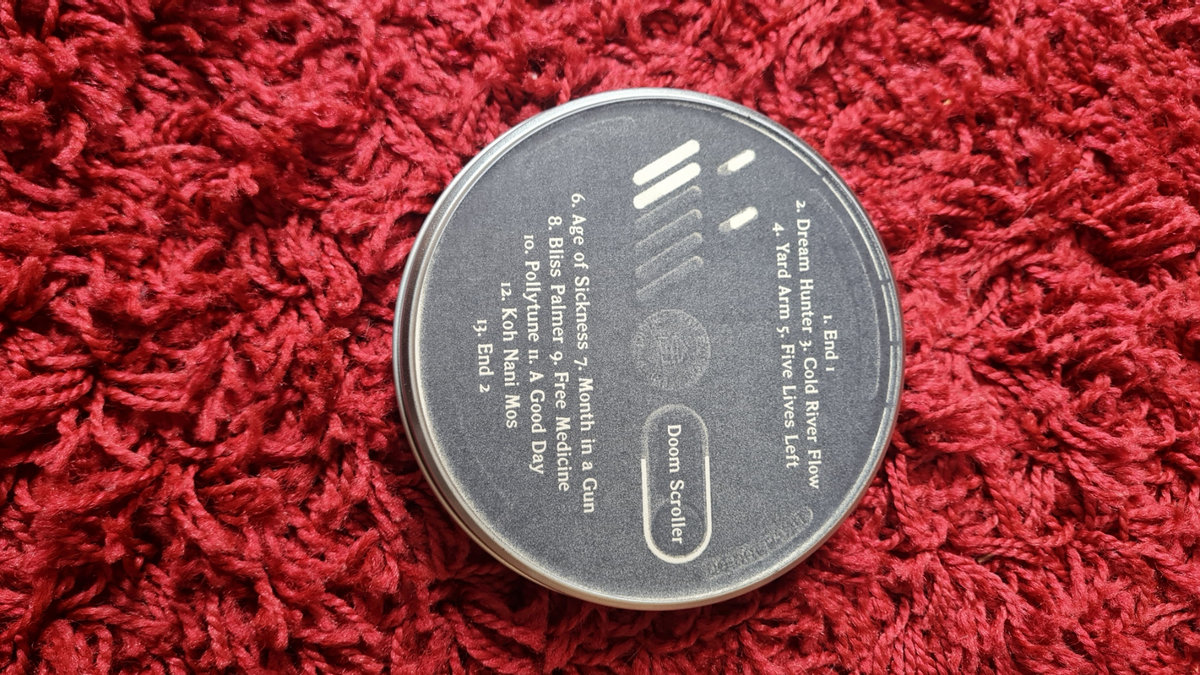 1. End 1
2. Dream Hunter 3. Cold River Flow
4. Yard Arm 5. Five Lives Left
Doom Scroller
6. Age of Sickness 7. Month in a Gun
8. Bliss Palmer 9. Free Medicine
10. Pollytune 11. A Good Day
12. Koh Nani Mos
13. End 2